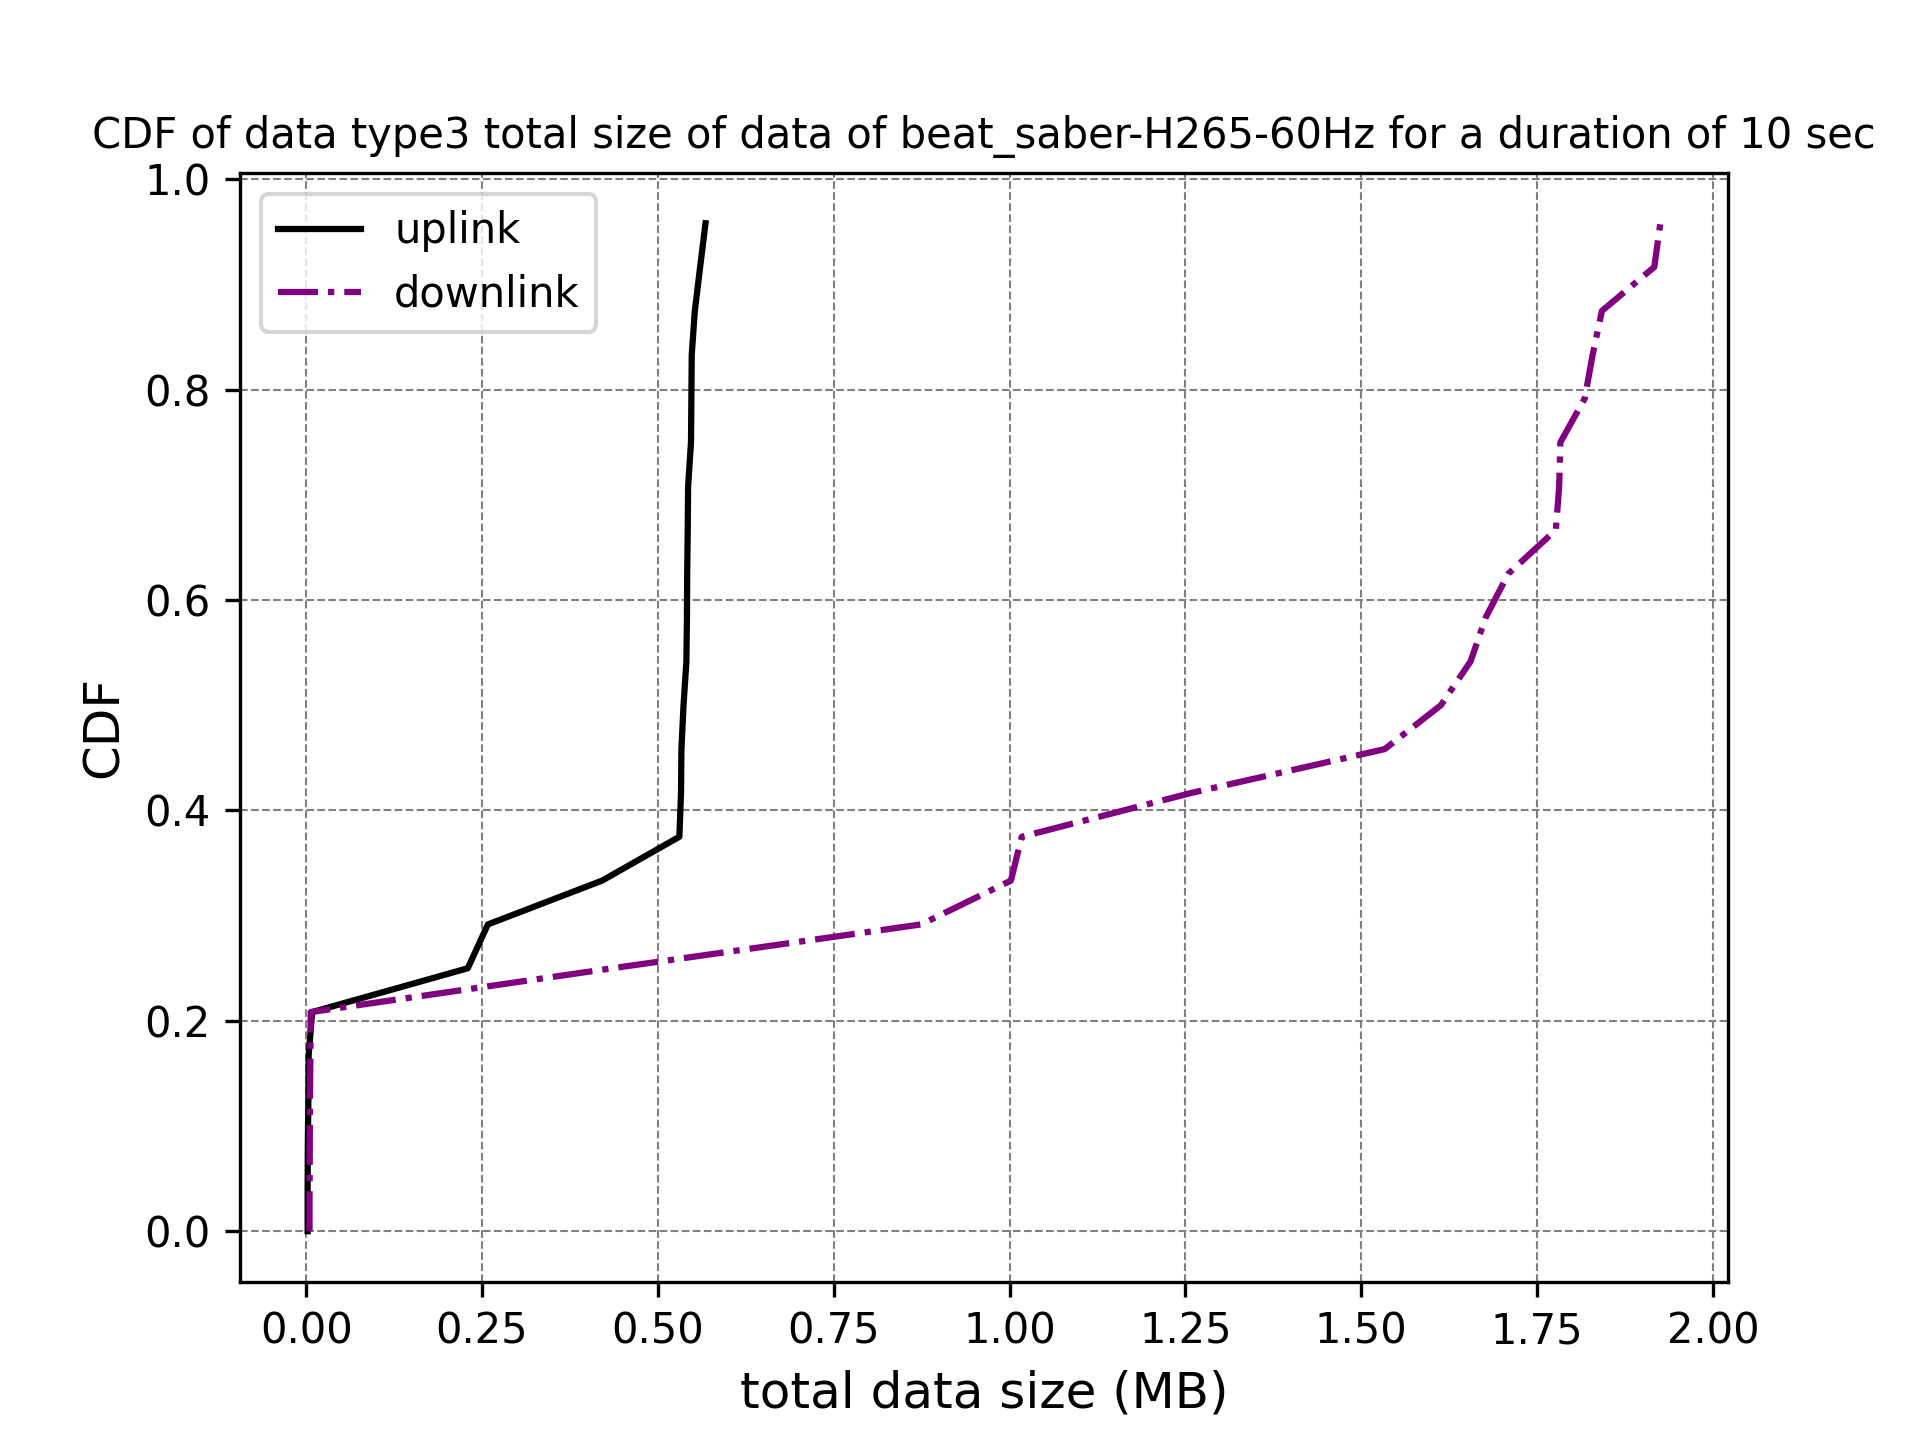 CDF of data type3 total size of data of beat_saber-H265-60Hz for a duration of 10 sec
uplink
downlink
CDF
1.0
0.8
0.6
0.4
0.2
0.0
0.00 0.25 0.50 0.75 1.00 1.25 1.50 1.75 2.00
total data size (MB)